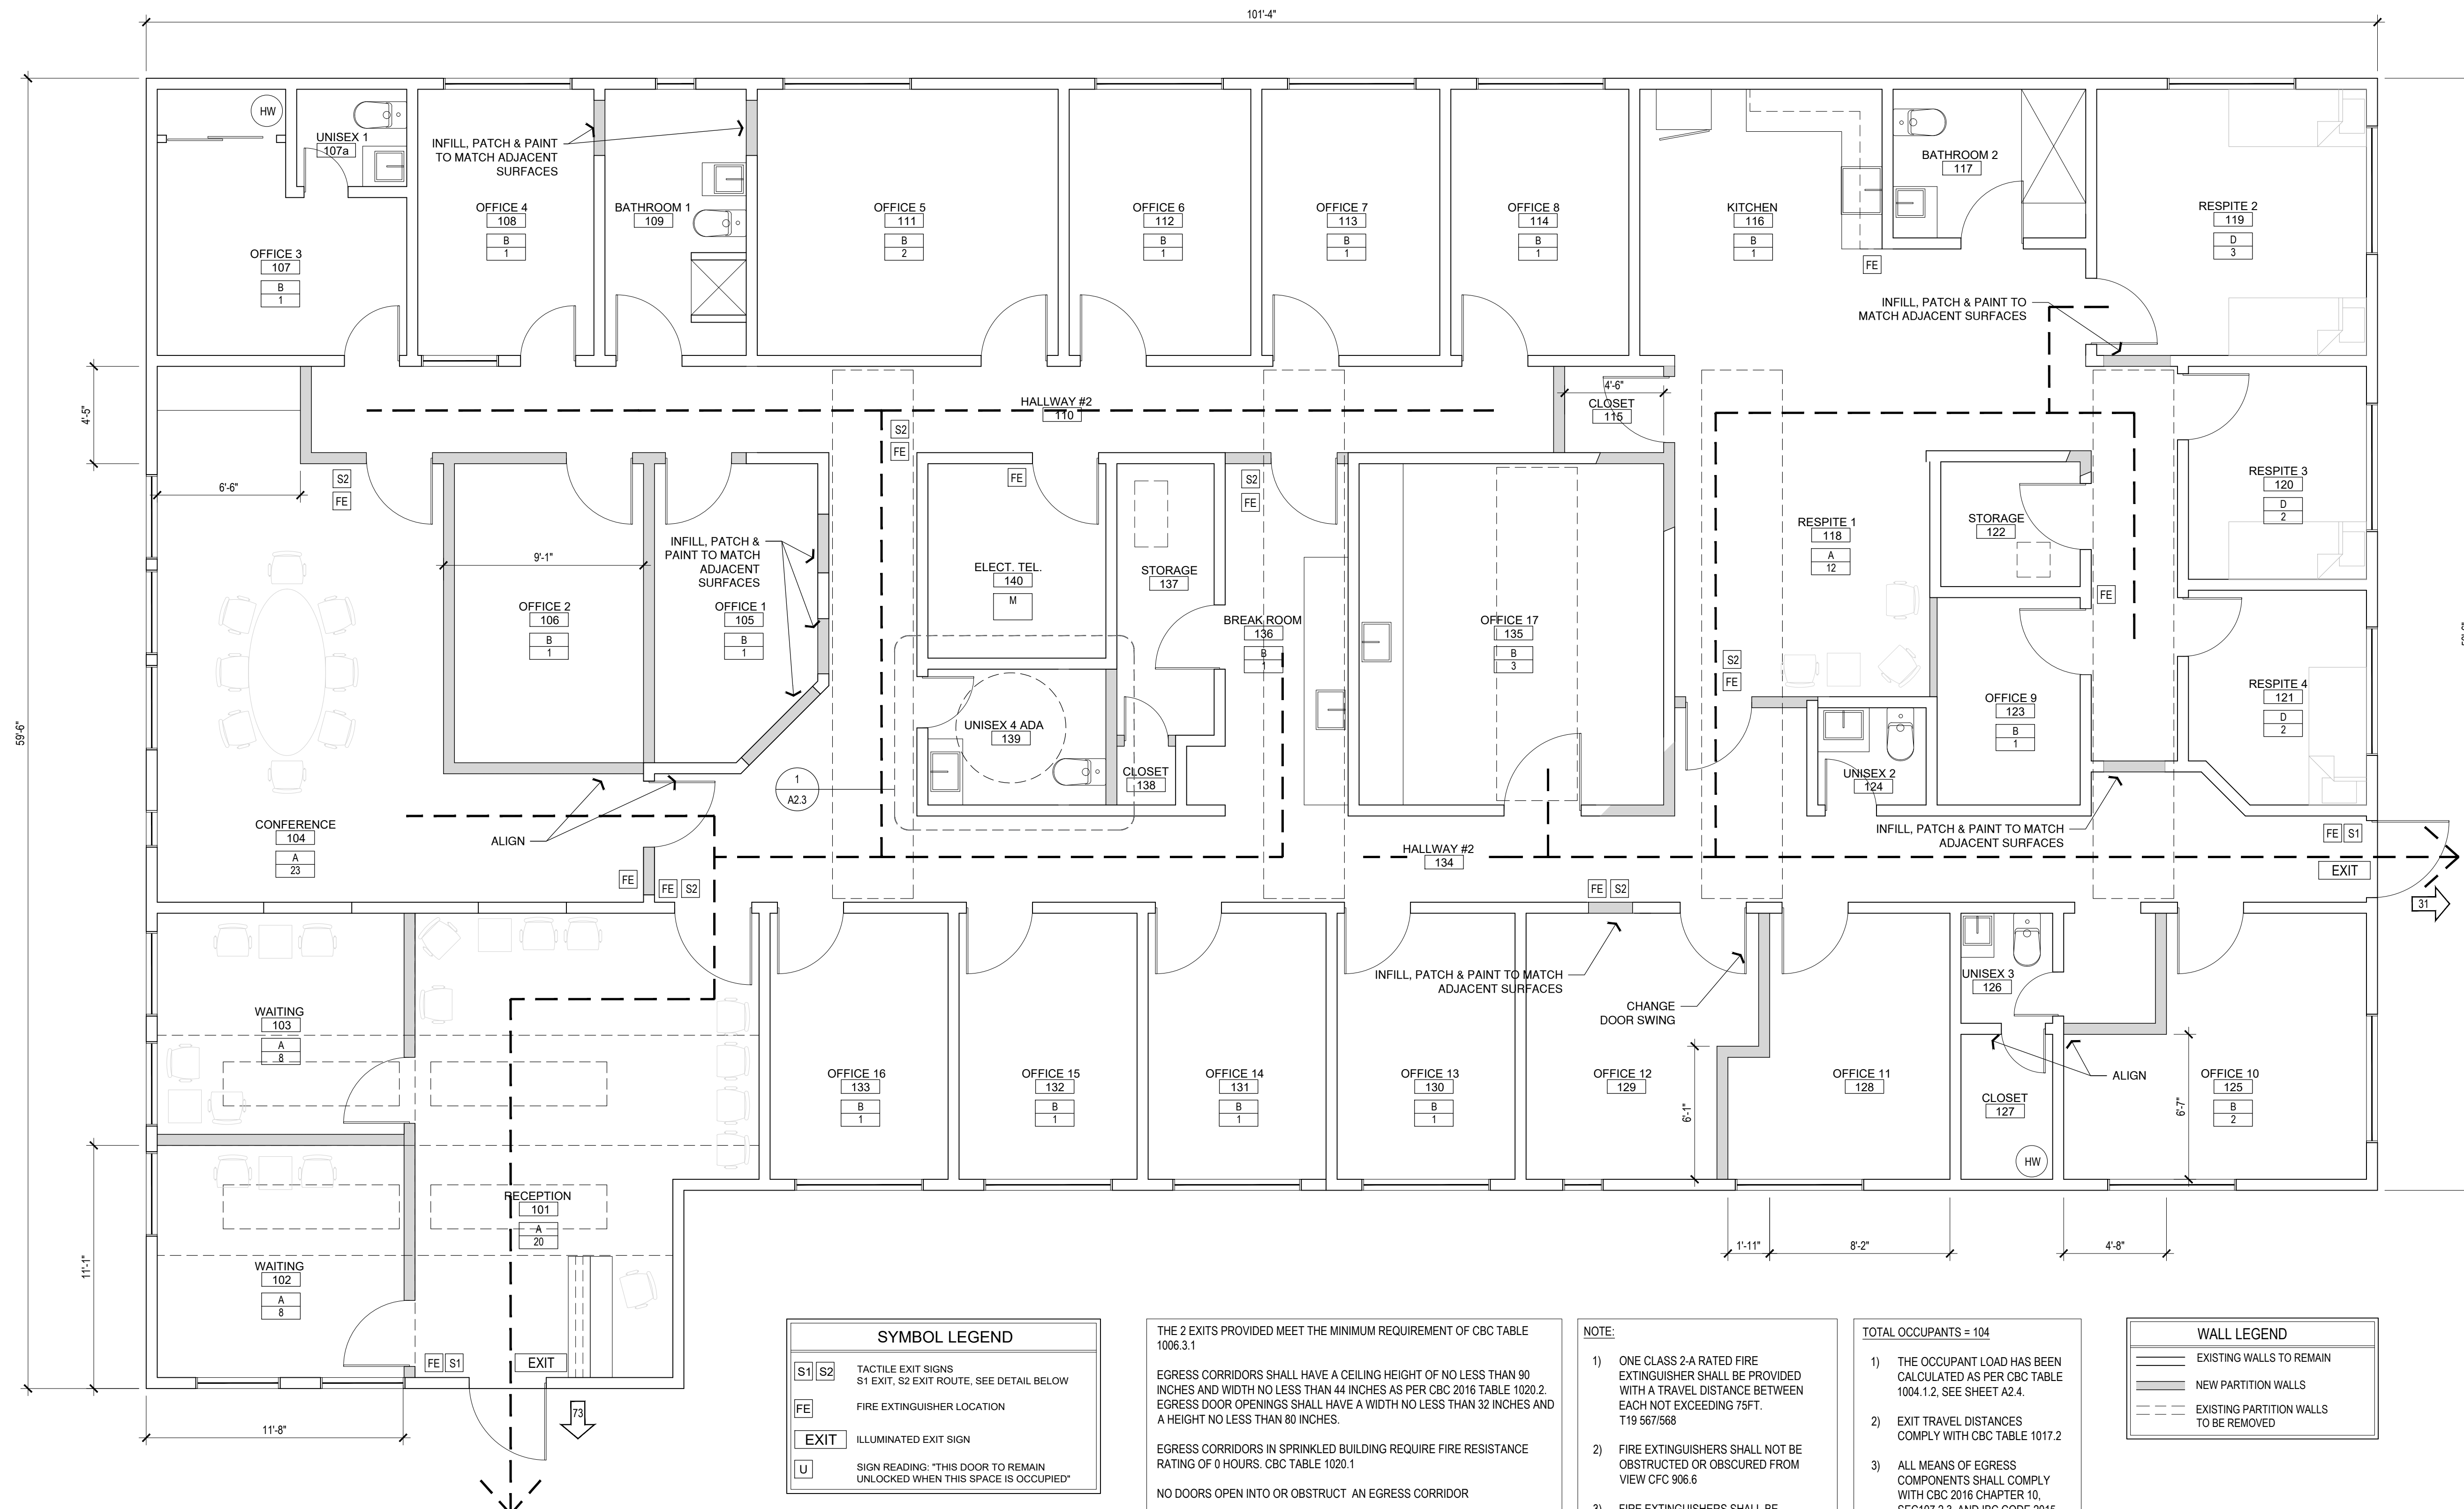 101'-4"
HW
UNISEX 1
107a
INFILL, PATCH & PAINT
TO MATCH ADJACENT
SURFACES
OFFICE 3
107
B
1
OFFICE 4
108
B
1
BATHROOM 1
109
OFFICE 5
111
B
2
OFFICE 6
112
B
1
OFFICE 7
113
B
1
OFFICE 8
114
B
1
KITCHEN
116
B
1
FE
BATHROOM 2
117
RESPITE 2
119
D
3
INFILL, PATCH & PAINT TO
MATCH ADJACENT SURFACES
4'-5"
6'-6"
HALLWAY #2
110
4'-6"
CLOSET
115
S2
FE
S2
FE
FE
S2
FE
9'-1"
INFILL, PATCH &
PAINT TO MATCH
ADJACENT
SURFACES
OFFICE 2
106
B
1
OFFICE 1
105
B
1
ELECT. TEL.
140
M
STORAGE
137
BREAK ROOM
136
B
1
OFFICE 17
135
B
3
RESPITE 1
118
A
12
STORAGE
122
RESPITE 3
120
D
2
FE
S2
FE
OFFICE 9
123
B
1
RESPITE 4
121
D
2
59'-6"
UNISEX 4 ADA
139
CLOSET
138
1
A2.3
UNISEX 2
124
CONFERENCE
104
A
23
ALIGN
INFILL, PATCH & PAINT TO MATCH
ADJACENT SURFACES
FE S1
EXIT
31
HALLWAY #2
134
FE
FE S2
FE S2
WAITING
103
A
8
INFILL, PATCH & PAINT TO MATCH
ADJACENT SURFACES
CHANGE
DOOR SWING
UNISEX 3
126
OFFICE 16
133
B
1
OFFICE 15
132
B
1
OFFICE 14
131
B
1
OFFICE 13
130
B
1
OFFICE 12
129
6'-1"
OFFICE 11
128
CLOSET
127
HW
ALIGN
6'-7"
OFFICE 10
125
B
2
RECEPTION
101
A
20
11'-1"
WAITING
102
A
8
1'-11"
8'-2"
4'-8"
FE S1
EXIT
73
11'-8"
SYMBOL LEGEND
S1 S2
TACTILE EXIT SIGNS
S1 EXIT, S2 EXIT ROUTE, SEE DETAIL BELOW
FE
FIRE EXTINGUISHER LOCATION
EXIT
ILLUMINATED EXIT SIGN
U
SIGN READING: "THIS DOOR TO REMAIN
UNLOCKED WHEN THIS SPACE IS OCCUPIED"
THE 2 EXITS PROVIDED MEET THE MINIMUM REQUIREMENT OF CBC TABLE
1006.3.1
EGRESS CORRIDORS SHALL HAVE A CEILING HEIGHT OF NO LESS THAN 90
INCHES AND WIDTH NO LESS THAN 44 INCHES AS PER CBC 2016 TABLE 1020.2.
EGRESS DOOR OPENINGS SHALL HAVE A WIDTH NO LESS THAN 32 INCHES AND
A HEIGHT NO LESS THAN 80 INCHES.
EGRESS CORRIDORS IN SPRINKLED BUILDING REQUIRE FIRE RESISTANCE
RATING OF 0 HOURS. CBC TABLE 1020.1
NO DOORS OPEN INTO OR OBSTRUCT AN EGRESS CORRIDOR
NOTE:
1) ONE CLASS 2-A RATED FIRE
EXTINGUISHER SHALL BE PROVIDED
WITH A TRAVEL DISTANCE BETWEEN
EACH NOT EXCEEDING 75FT.
T19 567/568
2) FIRE EXTINGUISHERS SHALL NOT BE
OBSTRUCTED OR OBSCURED FROM
VIEW CFC 906.6
3) FIRE EXTINGUISHERS SHALL BE
TOTAL OCCUPANTS = 104
1) THE OCCUPANT LOAD HAS BEEN
CALCULATED AS PER CBC TABLE
1004.1.2, SEE SHEET A2.4.
2) EXIT TRAVEL DISTANCES
COMPLY WITH CBC TABLE 1017.2
3) ALL MEANS OF EGRESS
COMPONENTS SHALL COMPLY
WITH CBC 2016 CHAPTER 10,
SEC107.2.3, AND IBC CODE 2015
WALL LEGEND
EXISTING WALLS TO REMAIN
NEW PARTITION WALLS
EXISTING PARTITION WALLS
TO BE REMOVED